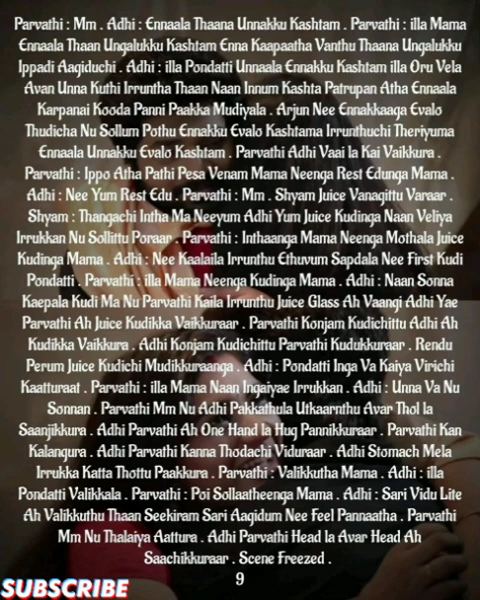 Parvathi : Mm . Adhi : Ennaala Thaana Unnakku Kashtam . Parvathi : illa Mama
Ennaala Thaan Ungalukku Kashtam Enna Kaapaatha Vanthu Thaana Ungalukku
Ippadi Aagiduchi . Adhi : illa Pondatti Unnaala Ennakku Kashtam illa Oru Vela
Avan Unna Kuthi Irruntha Thaan Naan Innum Kashta Patrupan Atha Ennaala
Karpanai Kooda Panni Paakka Mudiyala . Arjun Nee Ennakkaaga Evalo
Thudicha Nu Sollum Pothu Ennakku Evalo Kashtama Irrunthuchi Theriyuma
Ennaala Unnakku Evalo Kashtam . Parvathi Adhi Vaai la Kai Vaikkura .
Parvathi : Ippo Atha Pathi Pesa Venam Mama Neenga Rest Edunga Mama .
Adhi : Nee Yum Rest Edu . Parvathi : Mm . Shyam Juice Vanagittu Varaar .
Shyam : Thangachi Intha Ma Neeyum Adhi Yum Juice Kudinga Naan Veliya
Irrukkan Nu Sollittu Poraar . Parvathi : Inthaanga Mama Neenga Mothala Juice
Kudinga Mama . Adhi : Nee Kaalaila Irrunthu Ethuvum Sapdala Nee First Kudi
Pondatti . Parvathi : illa Mama Neenga Kudinga Mama . Adhi : Naan Sonna
Kaepala Kudi Ma Nu Parvathi Kaila Irrunthu Juice Glass Ah Vaangi Adhi Yae
Parvathi Ah Juice Kudikka Vaikkuraar . Parvathi Konjam Kudichittu Adhi Ah
Kudikka Vaikkura . Adhi Konjam Kudichittu Parvathi Kudukkuraar . Rendu
Perum Juice Kudichi Mudikkuraanga . Adhi : Pondatti Inga Va Kaiya Virichi
Kaatturaat . Parvathi : illa Mama Naan Ingaiyae Irrukkan . Adhi : Unna Va Nu
Sonnan . Parvathi Mm Nu Adhi Pakkathula Utkaarnthu Avar Thol la
Saanjikkura . Adhi Parvathi Ah One Hand la Hug Pannikkuraar . Parvathi Kan
Kalangura . Adhi Parvathi Kanna Thodachi Viduraar . Adhi Stomach Mela
Irrukka Katta Thottu Paakkura . Parvathi : Valikkutha Mama . Adhi : illa
Pondatti Valikkala . Parvathi : Poi Sollaatheenga Mama . Adhi : Sari Vidu Lite
Ah Valikkuthu Thaan Seekiram Sari Aagidum Nee Feel Pannaatha . Parvathi
Mm Nu Thalaiya Aattura . Adhi Parvathi Head la Avar Head Ah
Saachikkuraar . Scene Freezed .
9
SUBSCRIBE